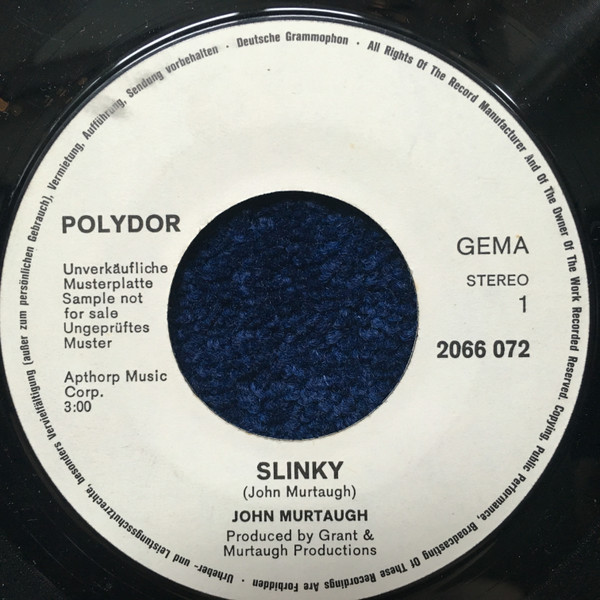 Urheber- und Leistungsschutzrechte, besonders Vervielfältigung (außer zum persönlichen Gebrauch), Vermietung, Aufführung, Sendung vorbehalten · Deutsche Grammophon · All Rights Of The Record Manufacturer And Of The Owner Of The Work Recorded Reserved. Copying, Public Performance, Broadcasting Of These Recordings Are Forbidden ·
POLYDOR
Unverkäufliche
Musterplatte
Sample not
for sale
Ungeprüftes
Muster
Apthorp Music
Corp.
3:00
GEMA
STEREO
1
2066 072
SLINKY
(John Murtaugh)
JOHN MURTAUGH
Produced by Grant &
Murtaugh Productions